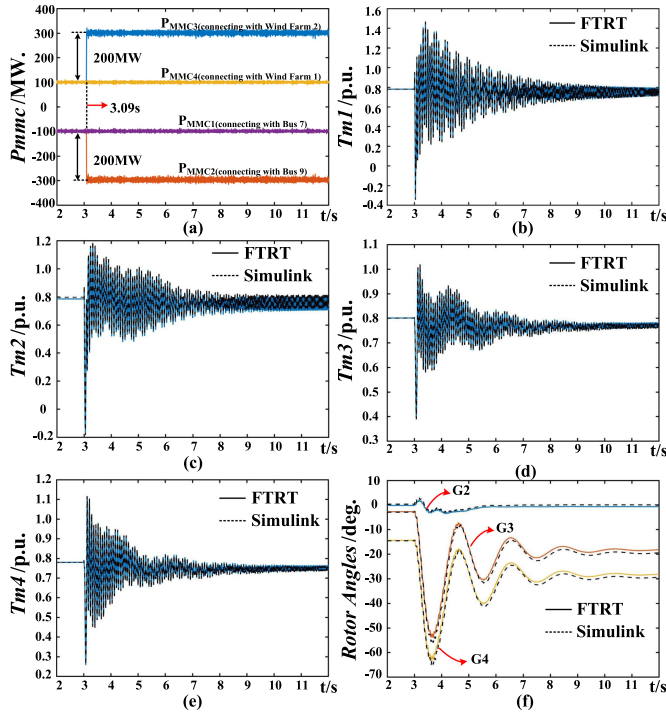 Pmmc /MW.
400
300
200
100
0
-100
-200
-300
-400
P MMC3(connecting with Wind Farm 2)
200MW
P MMC4(connecting with Wind Farm 1)
3.09s
P MMC1(connecting with Bus 7)
200MW
P MMC2(connecting with Bus 9)
2 3 4 5 6 7 8 9 10 11 t/s
(a)
Tm1 /p.u.
1.6
1.4
1.2
1.0
0.8
0.6
0.4
0.2
0
-0.2
-0.4
FTRT
Simulink
2 3 4 5 6 7 8 9 10 11 t/s
(b)
Tm2 /p.u.
1.2
1.0
0.8
0.6
0.4
0.2
0
-0.2
FTRT
Simulink
2 3 4 5 6 7 8 9 10 11 t/s
(c)
Tm3 /p.u.
1.1
1.0
0.9
0.8
0.7
0.6
0.5
0.4
0.3
FTRT
Simulink
2 3 4 5 6 7 8 9 10 11 t/s
(d)
Tm4 /p.u.
1.2
1.1
1.0
0.9
0.8
0.7
0.6
0.5
0.4
0.3
0.2
FTRT
Simulink
2 3 4 5 6 7 8 9 10 11 t/s
(e)
Rotor Angles /deg.
10
0
-10
-20
-30
-40
-50
-60
-70
G2
G3
G4
FTRT
Simulink
2 3 4 5 6 7 8 9 10 11 t/s
(f)